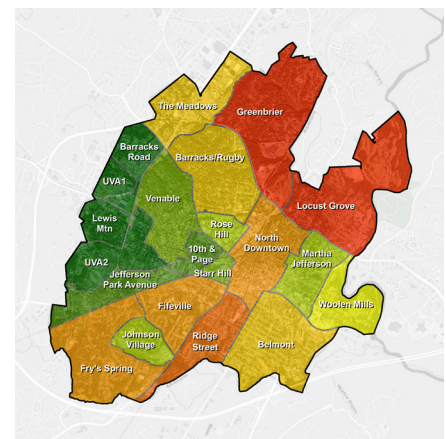 The Meadows
Greenbrier
Barracks
Road
Barracks/Rugby
UVA1
Venable
Locust Grove
Lewis
Mtn
Rose
Hill
North
Downtown
10th &
Page
Martha
Jefferson
UVA2
Starr Hill
Jefferson
Park Avenue
Woolen Mills
Fifeville
Johnson
Village
Ridge
Street
Belmont
Fry's Spring